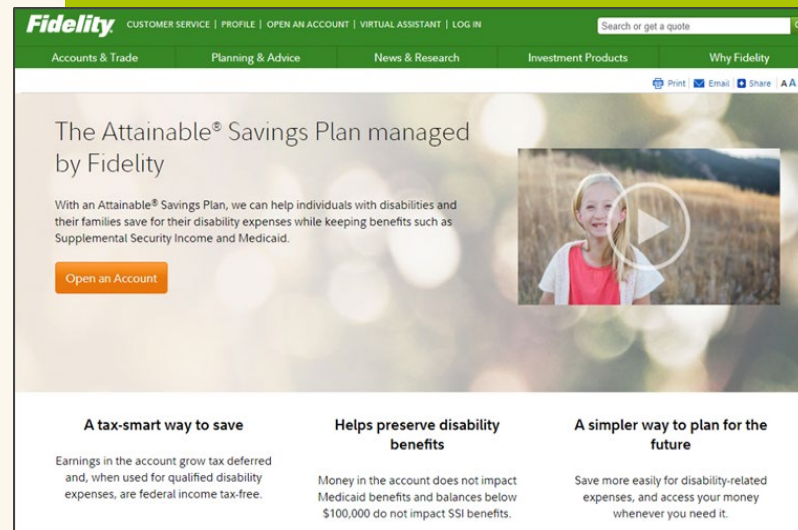 Fidelity
CUSTOMER SERVICE | PROFILE | OPEN AN ACCOUNT | VIRTUAL ASSISTANT | LOG IN
Search or get a quote
Accounts & Trade
Planning & Advice
News & Research
Investment Products
Why Fidelity
Print
Email
Share
A A
The Attainable® Savings Plan managed
by Fidelity
With an Attainable® Savings Plan, we can help individuals with disabilities and
their families save for their disability expenses while keeping benefits such as
Supplemental Security Income and Medicaid.
Open an Account
A tax-smart way to save
Earnings in the account grow tax deferred
and, when used for qualified disability
expenses, are federal income tax-free.
Helps preserve disability
benefits
Money in the account does not impact
Medicaid benefits and balances below
$100,000 do not impact SSI benefits.
A simpler way to plan for the
future
Save more easily for disability-related
expenses, and access your money
whenever you need it.